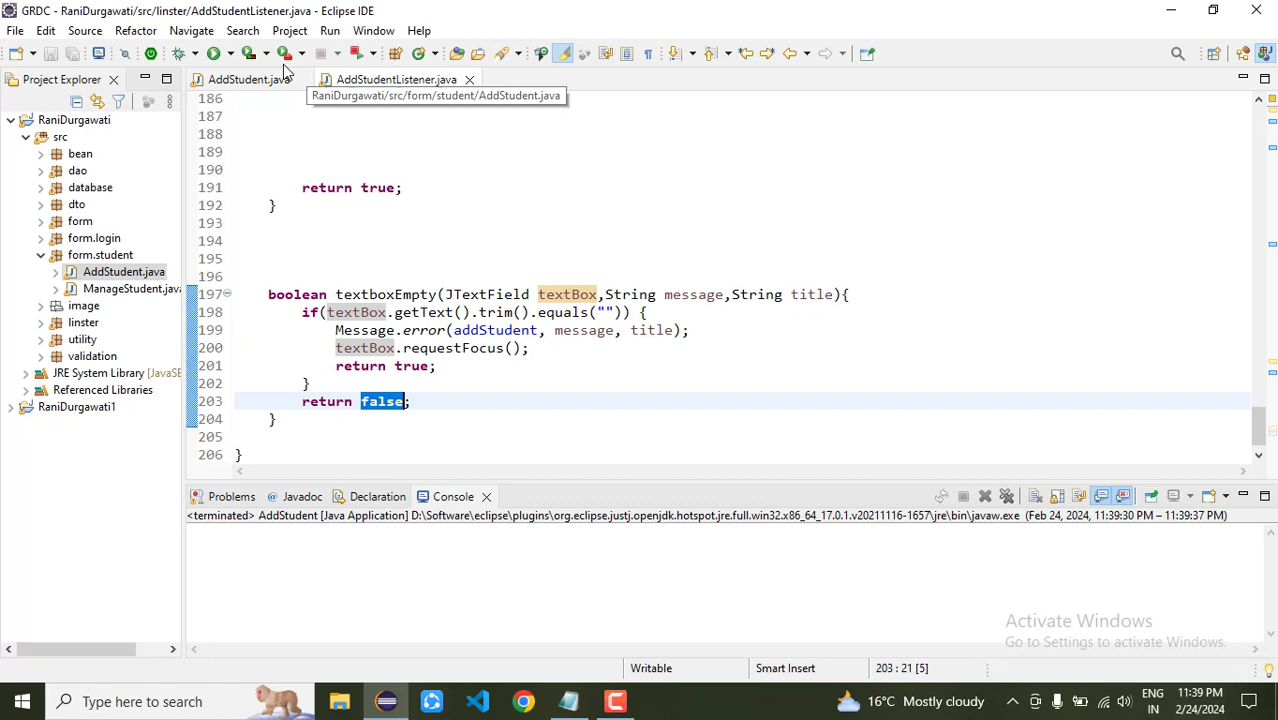 GRDC - RaniDurgawati/src/linster/AddStudentListener.java - Eclipse IDE
File Edit Source Refactor Navigate Search Project Run Window Help
Project Explorer
AddStudent.java
AddStudentListener.java
RaniDurgawati/src/form/student/AddStudent.java
RaniDurgawati
src
bean
dao
database
dto
form
form.login
form.student
AddStudent.java
ManageStudent.java
image
linster
utility
validation
JRE System Library [JavaSE
Referenced Libraries
RaniDurgawati1
186
187
188
189
190
191 return true;
192 }
193
194
195
196
197 boolean textboxEmpty(JTextField textBox,String message,String title){
198 if(textBox.getText().trim().equals("")) {
199 Message.error(addStudent, message, title);
200 textBox.requestFocus();
201 return true;
202 }
203 return false;
204 }
205
206 }
Problems Javadoc Declaration Console
<terminated> AddStudent [Java Application] D:\Software\eclipse\plugins\org.eclipse.justj.openjdk.hotspot.jre.full.win32.x86_64_17.0.1.v20211116-1657\jre\bin\javaw.exe (Feb 24, 2024, 11:39:30 PM – 11:39:37 PM)
Activate Windows
Go to Settings to activate Windows.
Writable Smart Insert 203 : 21 [5]
Type here to search
16°C Mostly cloudy
ENG
IN
11:39 PM
2/24/2024